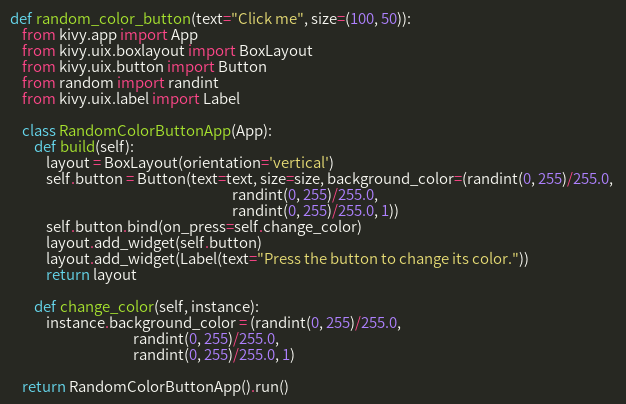 def random_color_button(text="Click me", size=(100, 50)):
    from kivy.app import App
    from kivy.uix.boxlayout import BoxLayout
    from kivy.uix.button import Button
    from random import randint
    from kivy.uix.label import Label

    class RandomColorButtonApp(App):
        def build(self):
            layout = BoxLayout(orientation='vertical')
            self.button = Button(text=text, size=size, background_color=(randint(0, 255)/255.0,
                                                                         randint(0, 255)/255.0,
                                                                         randint(0, 255)/255.0, 1))
            self.button.bind(on_press=self.change_color)
            layout.add_widget(self.button)
            layout.add_widget(Label(text="Press the button to change its color."))
            return layout

        def change_color(self, instance):
            instance.background_color = (randint(0, 255)/255.0,
                                         randint(0, 255)/255.0,
                                         randint(0, 255)/255.0, 1)

    return RandomColorButtonApp().run()